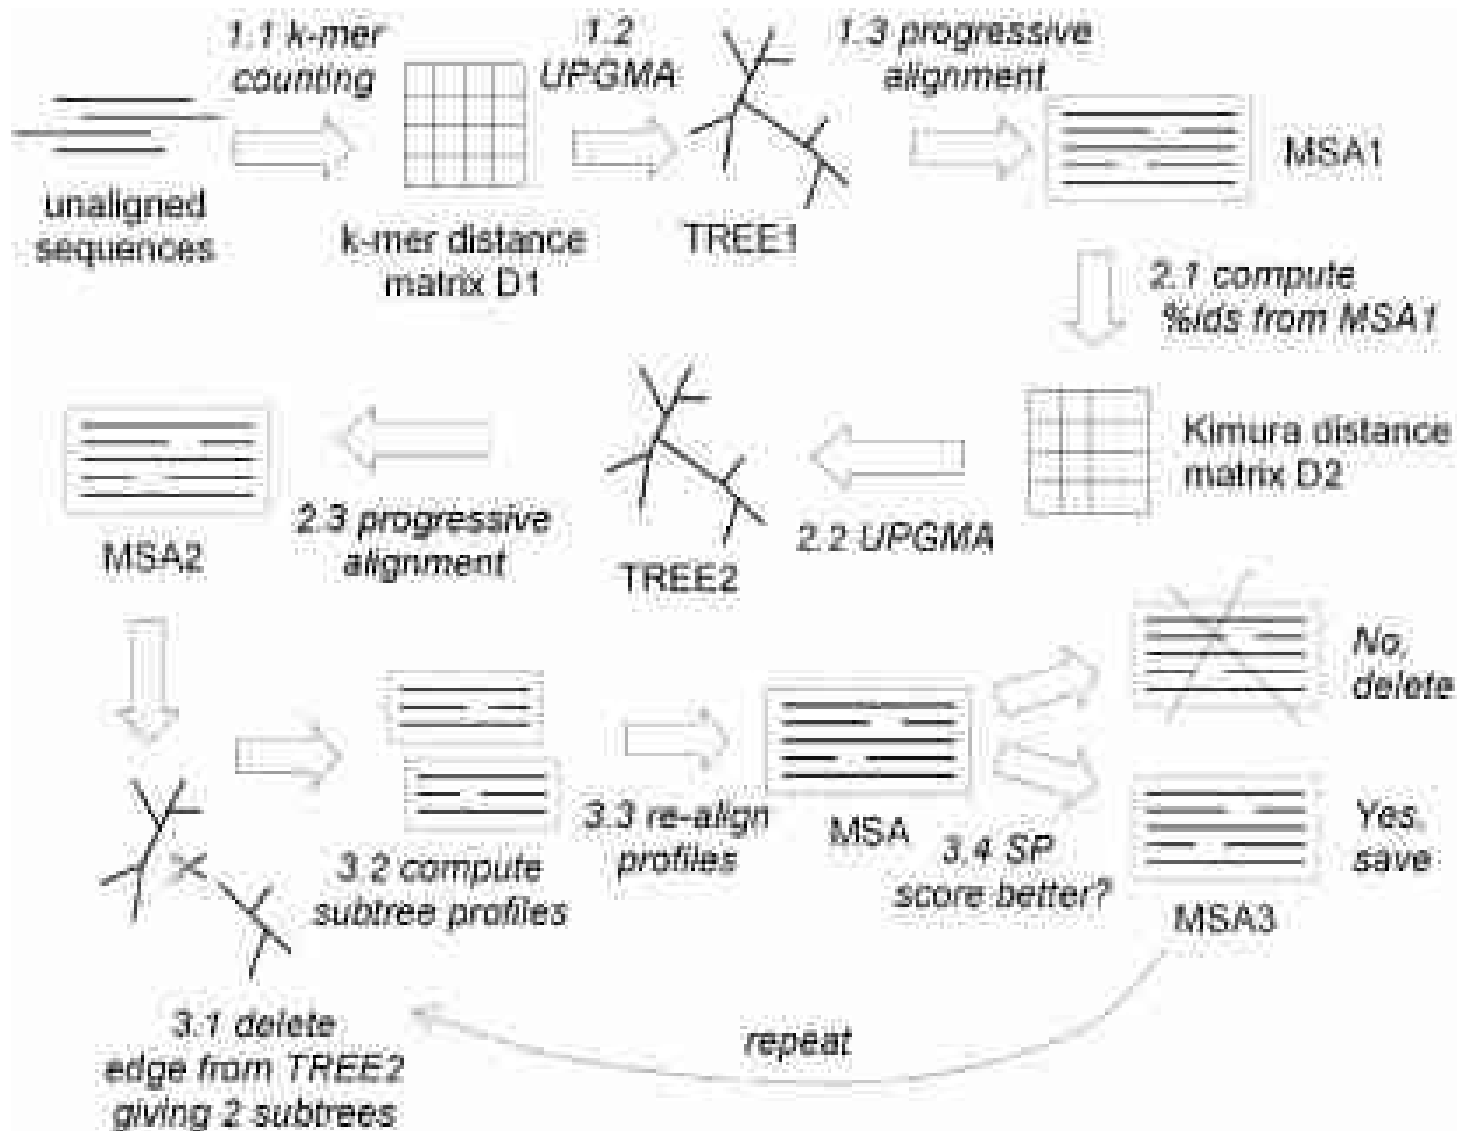 1.1 k-mer
counting
1.2
UPGMA
1.3 progressive
alignment
unaligned
sequences
k-mer distance
matrix D1
TREE1
MSA1
2.1 compute
%ids from MSA1
Kimura distance
matrix D2
2.2 UPGMA
TREE2
2.3 progressive
alignment
MSA2
3.1 delete
edge from TREE2
giving 2 subtrees
3.2 compute
subtree profiles
3.3 re-align
profiles
MSA
3.4 SP
score better?
No,
delete
Yes,
save
MSA3
repeat